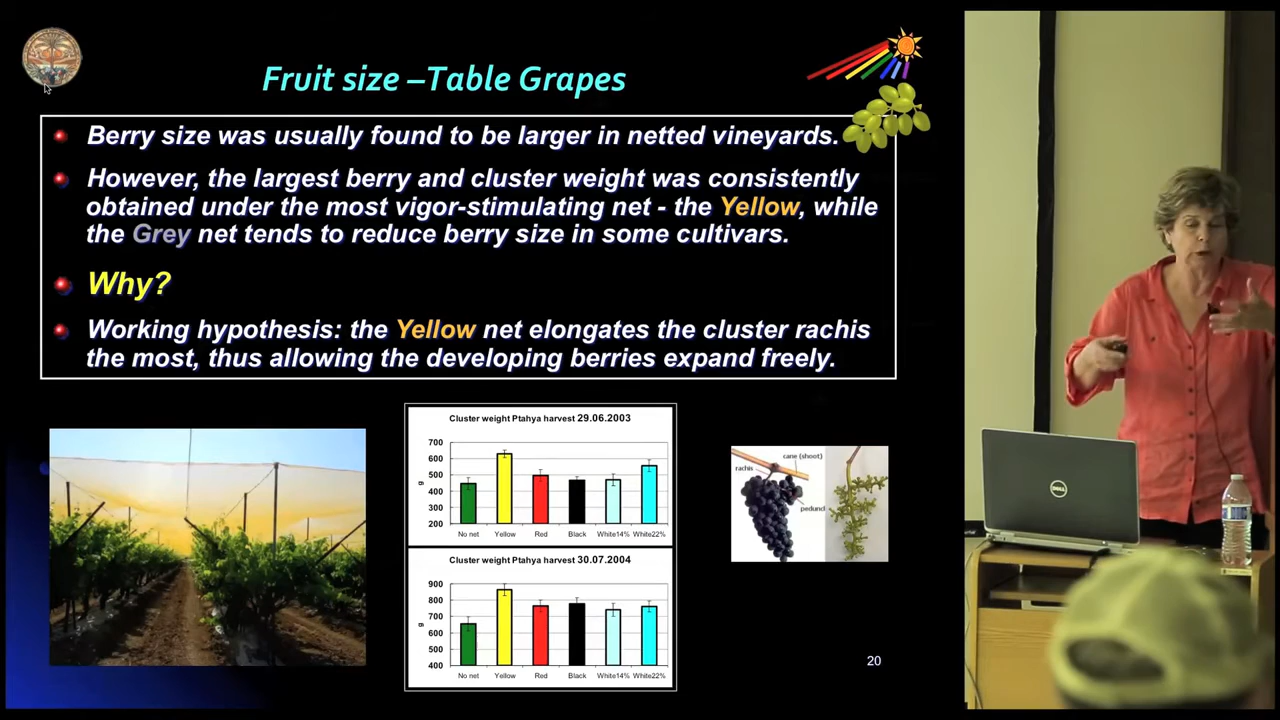 Fruit size –Table Grapes
Berry size was usually found to be larger in netted vineyards.
However, the largest berry and cluster weight was consistently
obtained under the most vigor-stimulating net - the Yellow, while
the Grey net tends to reduce berry size in some cultivars.
Why?
Working hypothesis: the Yellow net elongates the cluster rachis
the most, thus allowing the developing berries expand freely.
Cluster weight Ptahya harvest 29.06.2003
700
600
500
400
300
200
g
No net Yellow Red Black White14% White22%
Cluster weight Ptahya harvest 30.07.2004
900
800
700
600
500
400
g
No net Yellow Red Black White14% White22%
cane (shoot)
rachis
pedund
20
DELL